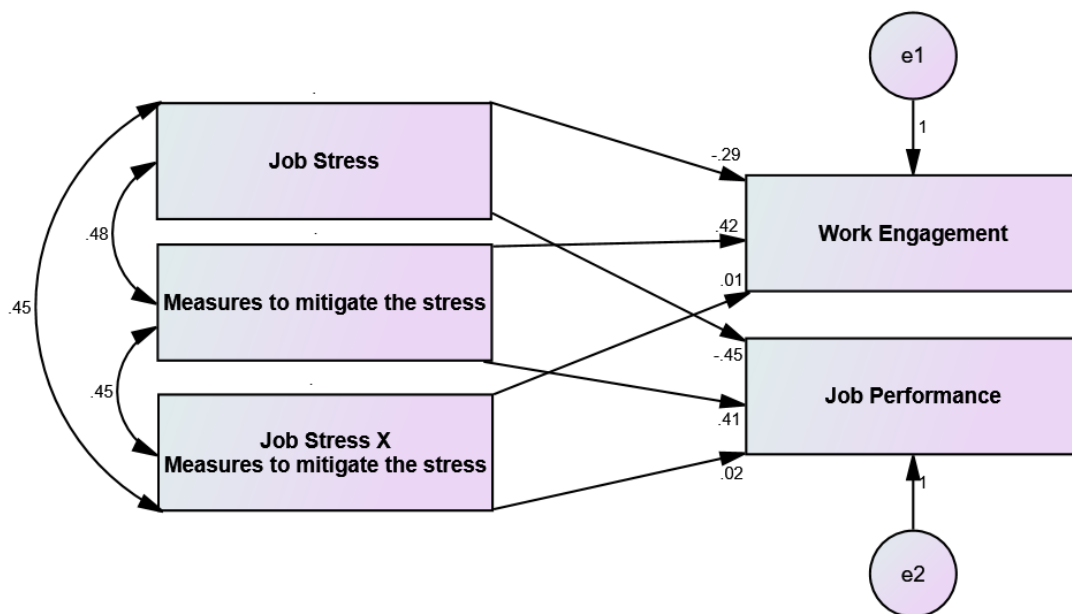 e1
1
Job Stress
-.29
.48
.42
Work Engagement
Measures to mitigate the stress
.01
.45
-.45
.45
Job Performance
.41
Job Stress X
Measures to mitigate the stress
.02
1
e2